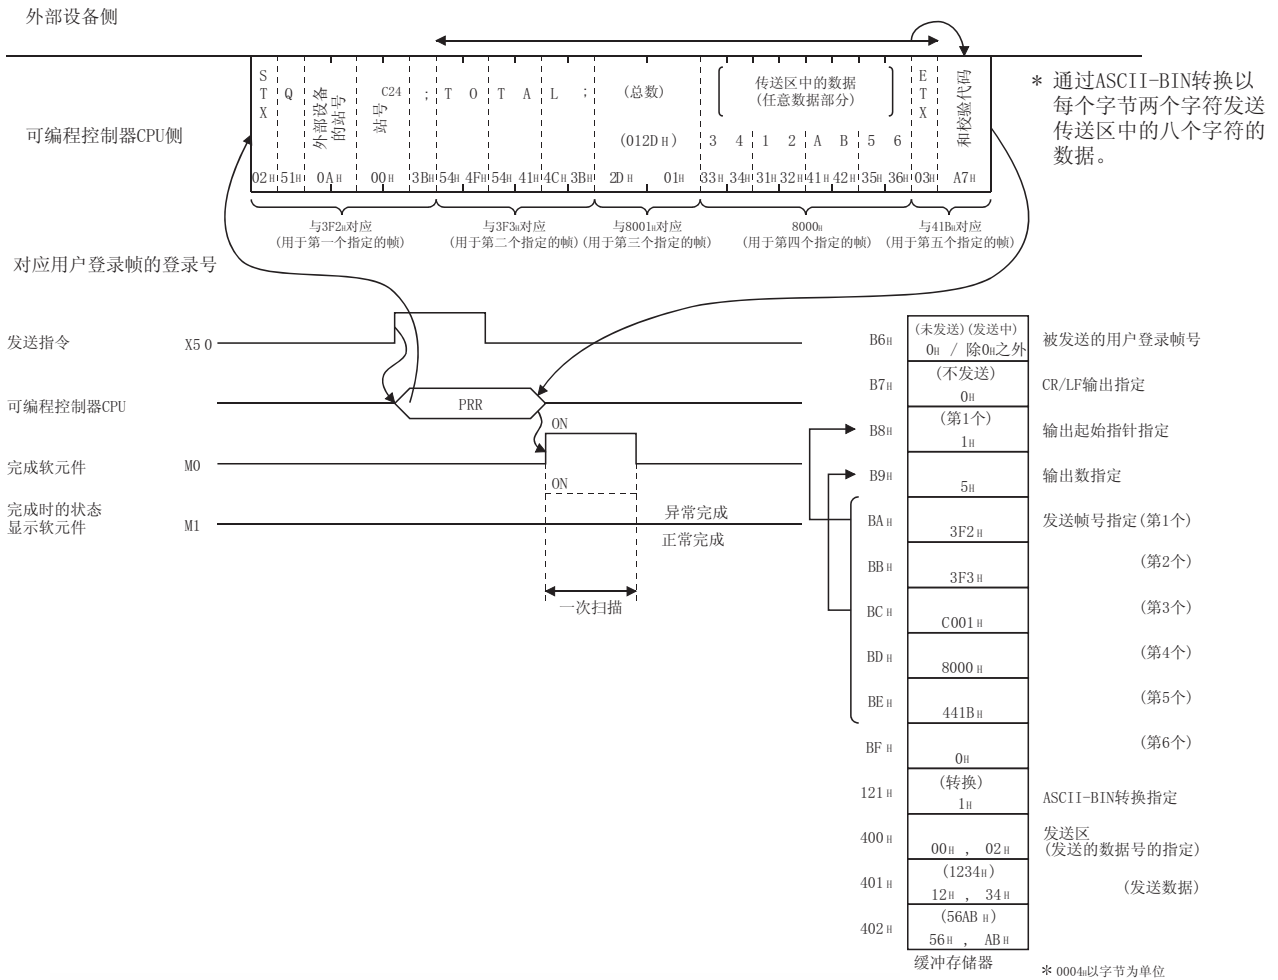 外部设备侧
可编程控制器CPU侧
STX
Q
外部设备的站号
C24站号
;
T O T A L ;
(总数)
(012DH)
传送区中的数据
(任意数据部分)
3 4 1 2 A B 5 6
ETX
和校验代码
02H 51H 0AH 00H 3BH 54H 4FH 54H 41H 4CH 3BH 2DH 01H 33H 34H 31H 32H 41H 42H 35H 36H 03H A7H
* 通过ASCII-BIN转换以
每个字节两个字符发送
传送区中的八个字符的
数据。
与3F2H对应
(用于第一个指定的帧)
与3F3H对应
(用于第二个指定的帧)
与8001H对应
(用于第三个指定的帧)
8000H
(用于第四个指定的帧)
与41BH对应
(用于第五个指定的帧)
对应用户登录帧的登录号
发送指令 X50
可编程控制器CPU
PRR
ON
完成软元件 M0
ON
完成时的状态
显示软元件 M1
异常完成
正常完成
一次扫描
B6H (未发送)(发送中) 被发送的用户登录帧号
0H / 除0H之外
B7H (不发送) CR/LF输出指定
0H
B8H (第1个) 输出起始指针指定
1H
B9H 5H 输出数指定
BAH 3F2H 发送帧号指定(第1个)
BBH 3F3H (第2个)
BCH C001H (第3个)
BDH 8000H (第4个)
BEH 441BH (第5个)
BFH 0H (第6个)
121H (转换) ASCII-BIN转换指定
1H
400H 00H , 02H 发送区
(发送的数据号的指定)
401H (1234H) (发送数据)
12H , 34H
402H (56ABH)
56H , ABH
缓冲存储器
* 0004H以字节为单位